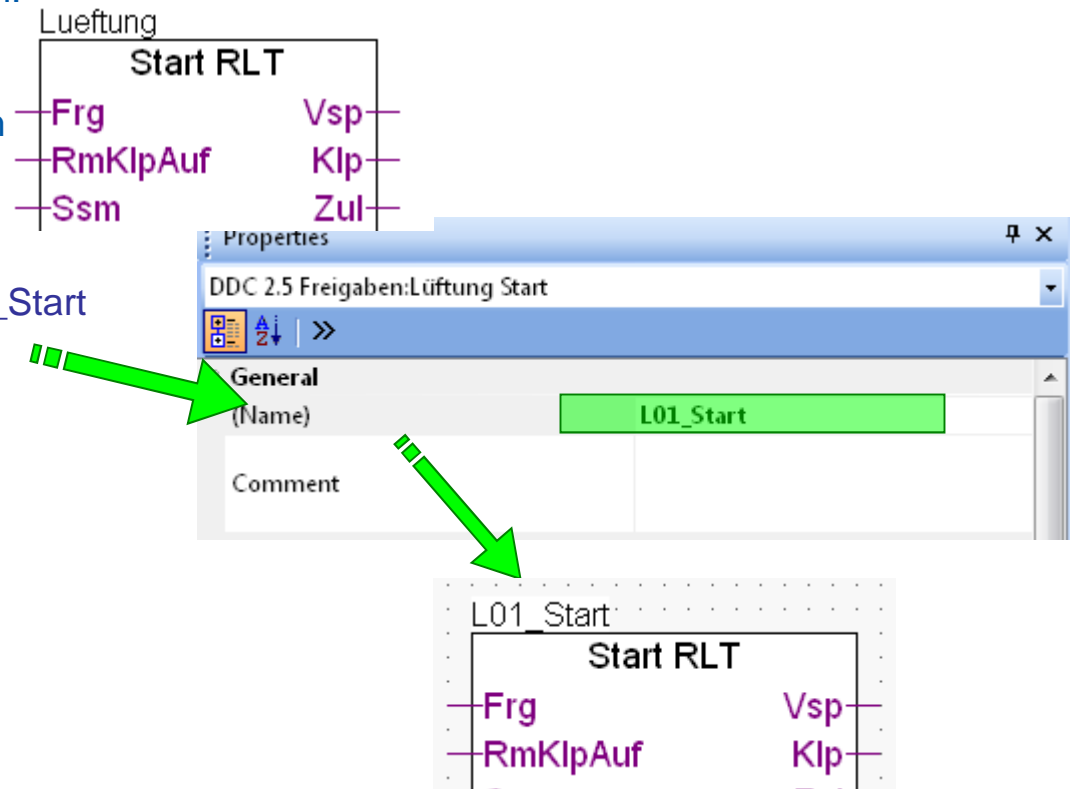 Lueftung
Start RLT
Frg Vsp
RmKlpAuf Klp
Ssm Zul
Properties
DDC 2.5 Freigaben:Lüftung Start
_Start
General
(Name) L01_Start
Comment
L01_Start
Start RLT
Frg Vsp
RmKlpAuf Klp